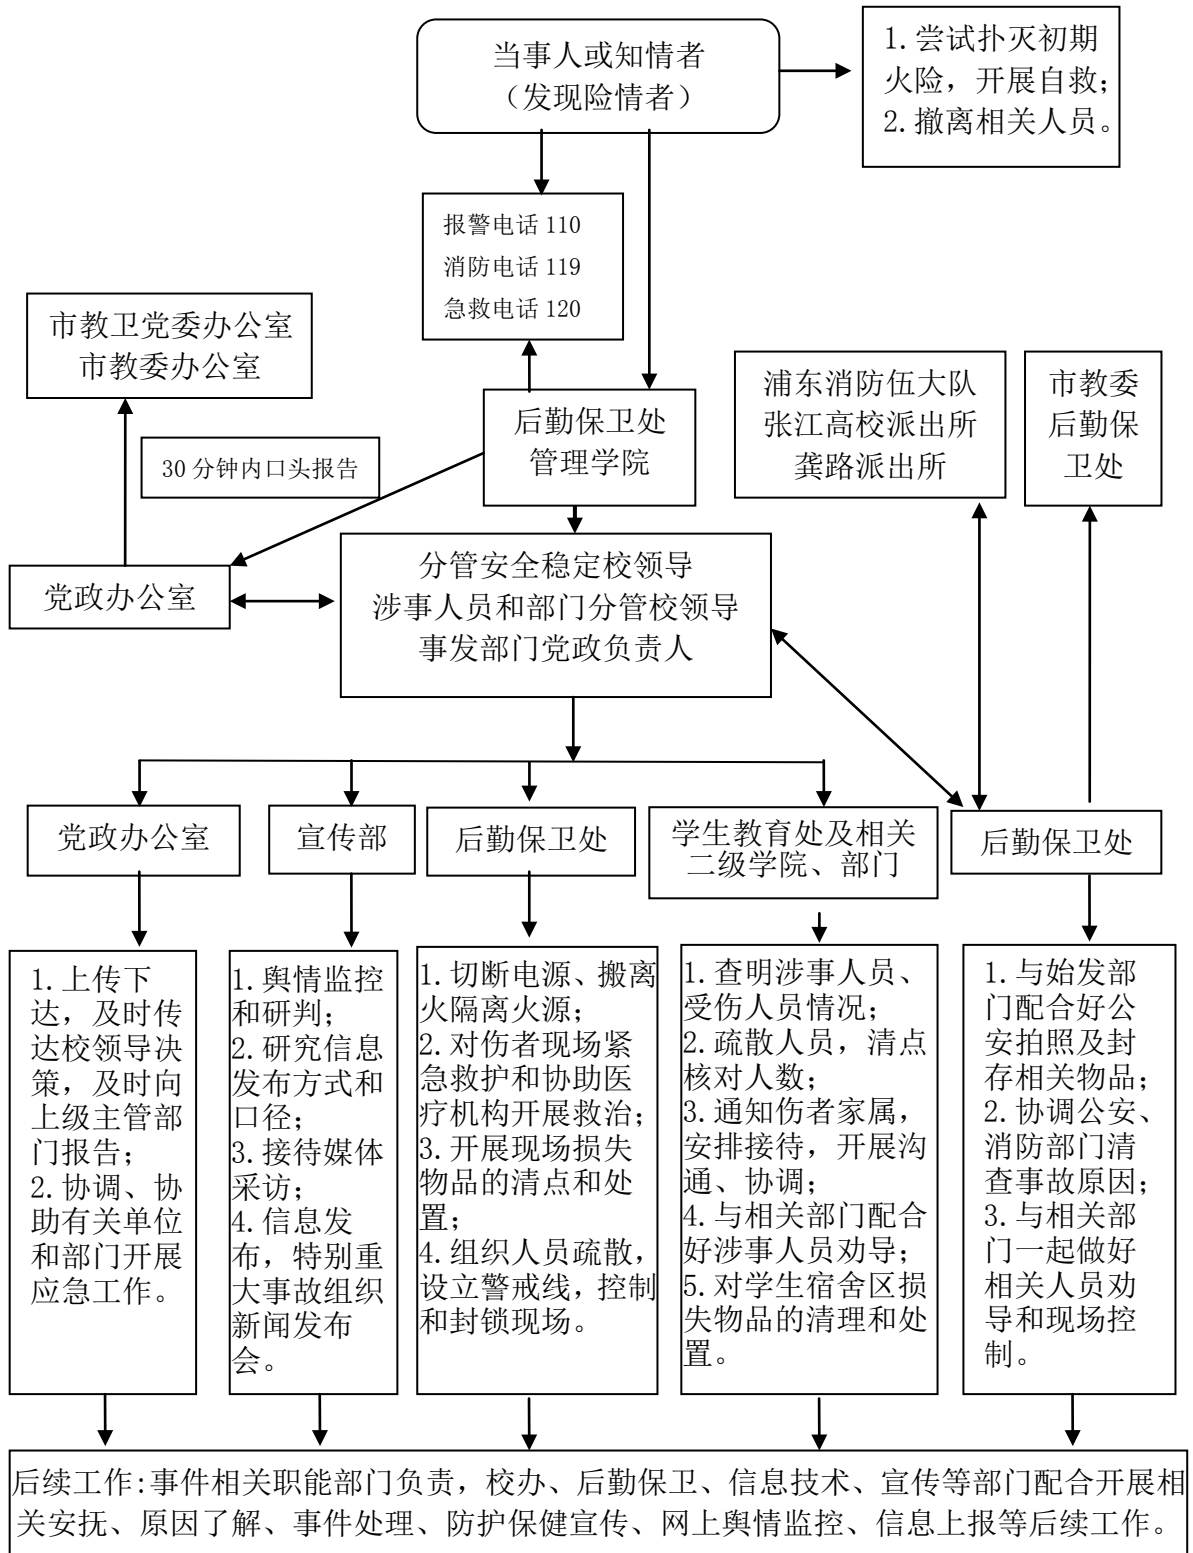 当事人或知情者
（发现险情者）
1.尝试扑灭初期
火险，开展自救；
2.撤离相关人员。
报警电话 110
消防电话 119
急救电话 120
市教卫党委办公室
市教委办公室
30 分钟内口头报告
后勤保卫处
管理学院
浦东消防伍大队
张江高校派出所
龚路派出所
市教委
后勤保
卫处
党政办公室
分管安全稳定校领导
涉事人员和部门分管校领导
事发部门党政负责人
党政办公室
宣传部
后勤保卫处
学生教育处及相关
二级学院、部门
后勤保卫处
1.上传下
达，及时传
达校领导决
策，及时向
上级主管部
门报告；
2.协调、协
助有关单位
和部门开展
应急工作。
1.舆情监控
和研判；
2.研究信息
发布方式和
口径；
3.接待媒体
采访；
4.信息发
布，特别重
大事故组织
新闻发布
会。
1.切断电源、搬离
火隔离火源；
2.对伤者现场紧
急救护和协助医
疗机构开展救治；
3.开展现场损失
物品的清点和处
置；
4.组织人员疏散，
设立警戒线，控制
和封锁现场。
1.查明涉事人员、
受伤人员情况；
2.疏散人员，清点
核对人数；
3.通知伤者家属，
安排接待，开展沟
通、协调；
4.与相关部门配合
好涉事人员劝导；
5.对学生宿舍区损
失物品的清理和处
置。
1.与始发部
门配合好公
安拍照及封
存相关物品；
2.协调公安、
消防部门清
查事故原因；
3.与相关部
门一起做好
相关人员劝
导和现场控
制。
后续工作:事件相关职能部门负责，校办、后勤保卫、信息技术、宣传等部门配合开展相
关安抚、原因了解、事件处理、防护保健宣传、网上舆情监控、信息上报等后续工作。